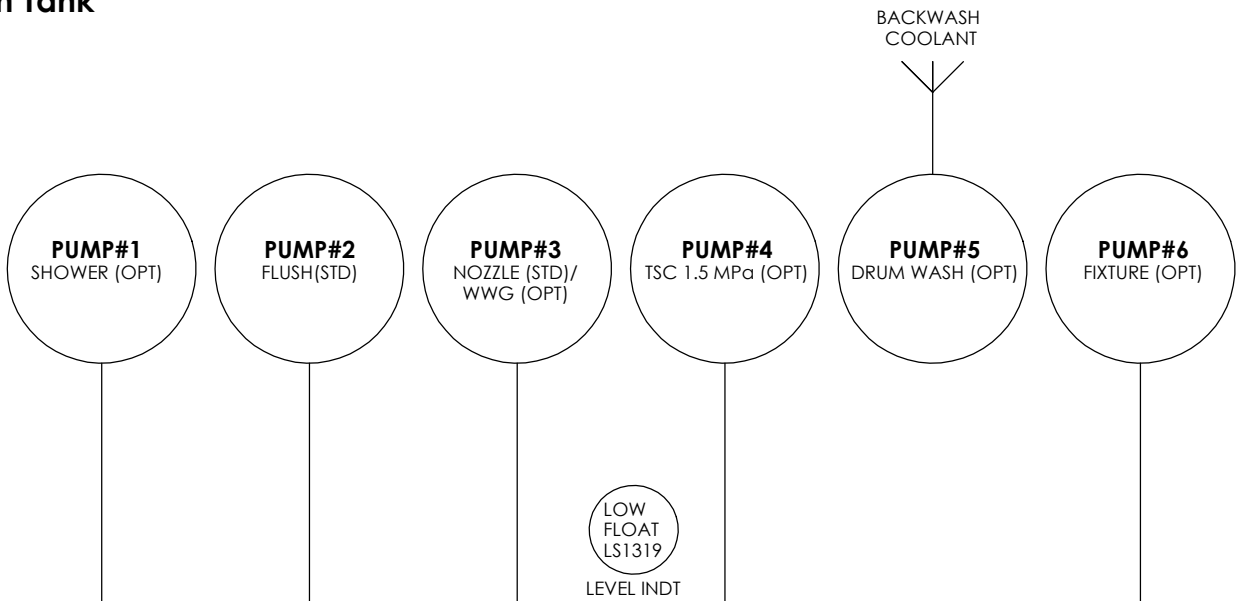 Tank
BACKWASH
COOLANT
PUMP#1
SHOWER (OPT)
PUMP#2
FLUSH(STD)
PUMP#3
NOZZLE (STD)/
WWG (OPT)
PUMP#4
TSC 1.5 MPa (OPT)
PUMP#5
DRUM WASH (OPT)
PUMP#6
FIXTURE (OPT)
LOW
FLOAT
LS1319
LEVEL INDT